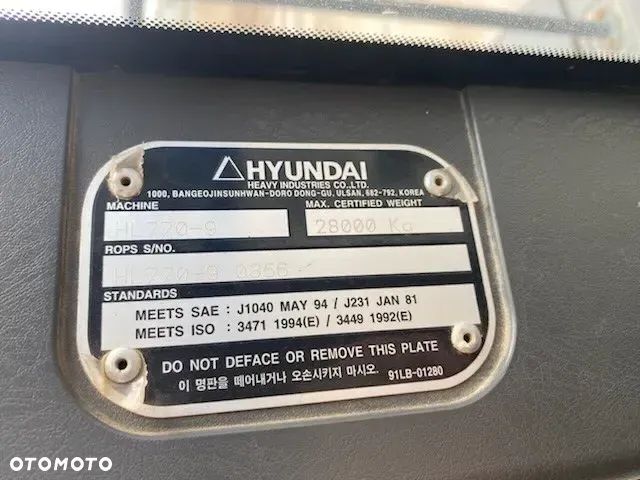 HYUNDAI
HEAVY INDUSTRIES CO.,LTD.
1000, BANGEOJINSUNHWAN-DORO DONG-GU, ULSAN, 682-792, KOREA
MACHINE MAX. CERTIFIED WEIGHT
HL770-9 28000 Kg
ROPS S/NO.
HL770-9 0356
STANDARDS
MEETS SAE : J1040 MAY 94 / J231 JAN 81
MEETS ISO : 3471 1994(E) / 3449 1992(E)
DO NOT DEFACE OR REMOVE THIS PLATE
이 명판을 떼어내거나 오손시키지 마시오. 91LB-01280
OTOMOTO